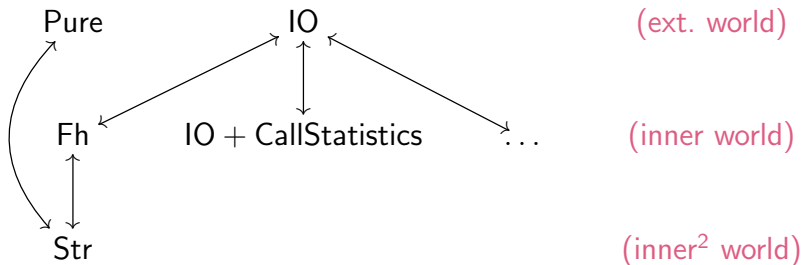 Pure IO (ext. world)
Fh IO + CallStatistics ... (inner world)
Str (inner² world)